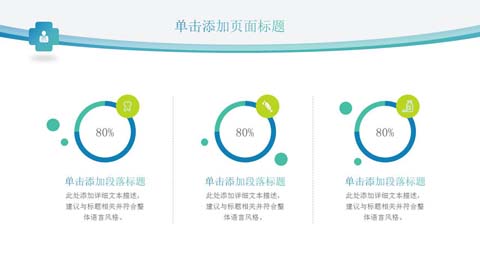 单击添加页面标题
80%
80%
80%
单击添加段落标题
此处添加详细文本描述，
建议与标题相关并符合整
体语言风格。
单击添加段落标题
此处添加详细文本描述，
建议与标题相关并符合整
体语言风格。
单击添加段落标题
此处添加详细文本描述，
建议与标题相关并符合整
体语言风格。